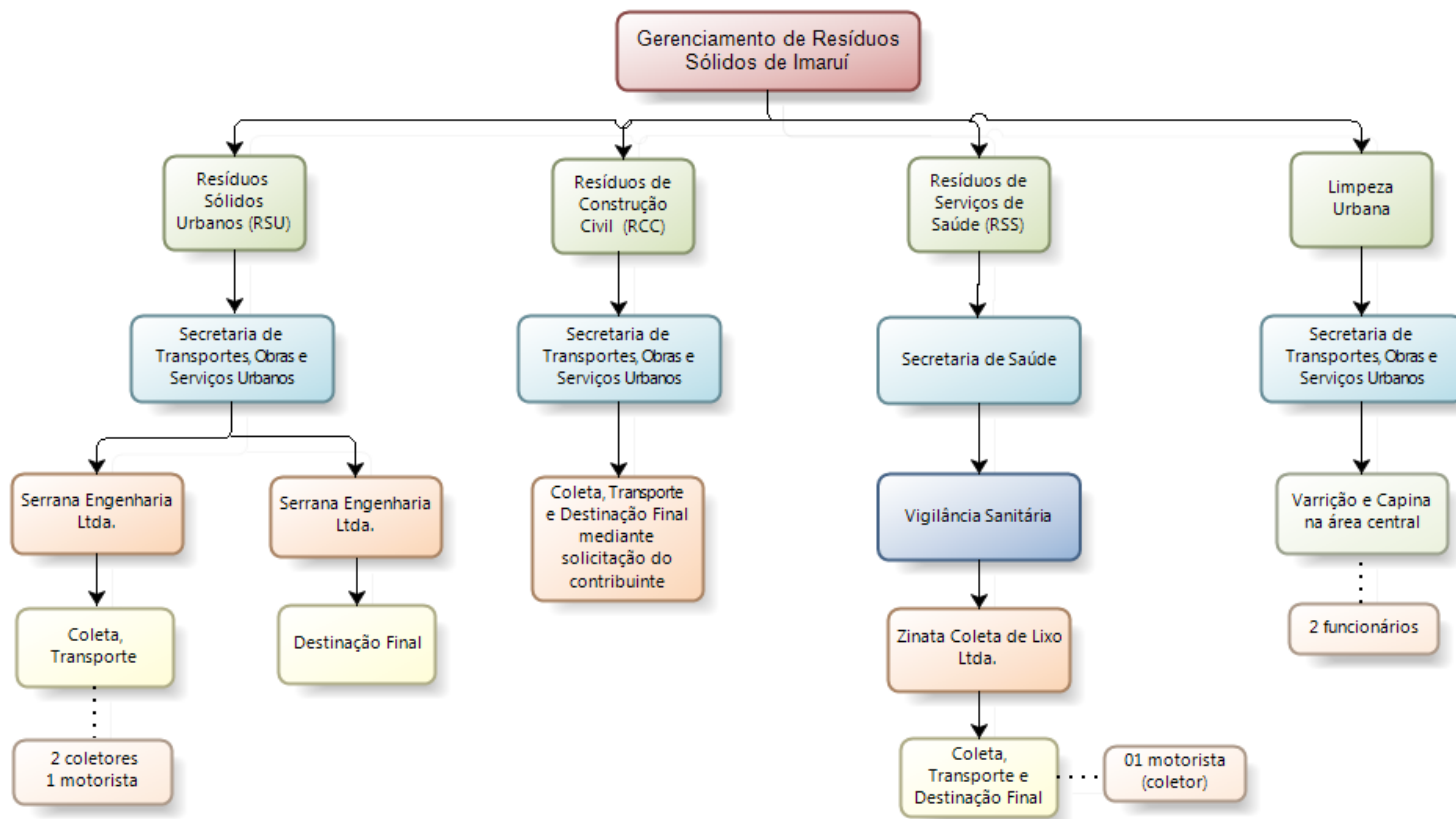 Gerenciamento de Resíduos
Sólidos de Imaruí
Resíduos
Sólidos
Urbanos (RSU)
Resíduos de
Construção
Civil (RCC)
Resíduos de
Serviços de
Saúde (RSS)
Limpeza
Urbana
Secretaria de
Transportes, Obras e
Serviços Urbanos
Secretaria de
Transportes, Obras e
Serviços Urbanos
Secretaria de Saúde
Secretaria de
Transportes, Obras e
Serviços Urbanos
Serrana Engenharia
Ltda.
Serrana Engenharia
Ltda.
Coleta, Transporte
e Destinação Final
mediante
solicitação do
contribuinte
Vigilância Sanitária
Varrição e Capina
na área central
Coleta,
Transporte
Destinação Final
Zinata Coleta de Lixo
Ltda.
2 funcionários
2 coletores
1 motorista
Coleta,
Transporte e
Destinação Final
01 motorista
(coletor)